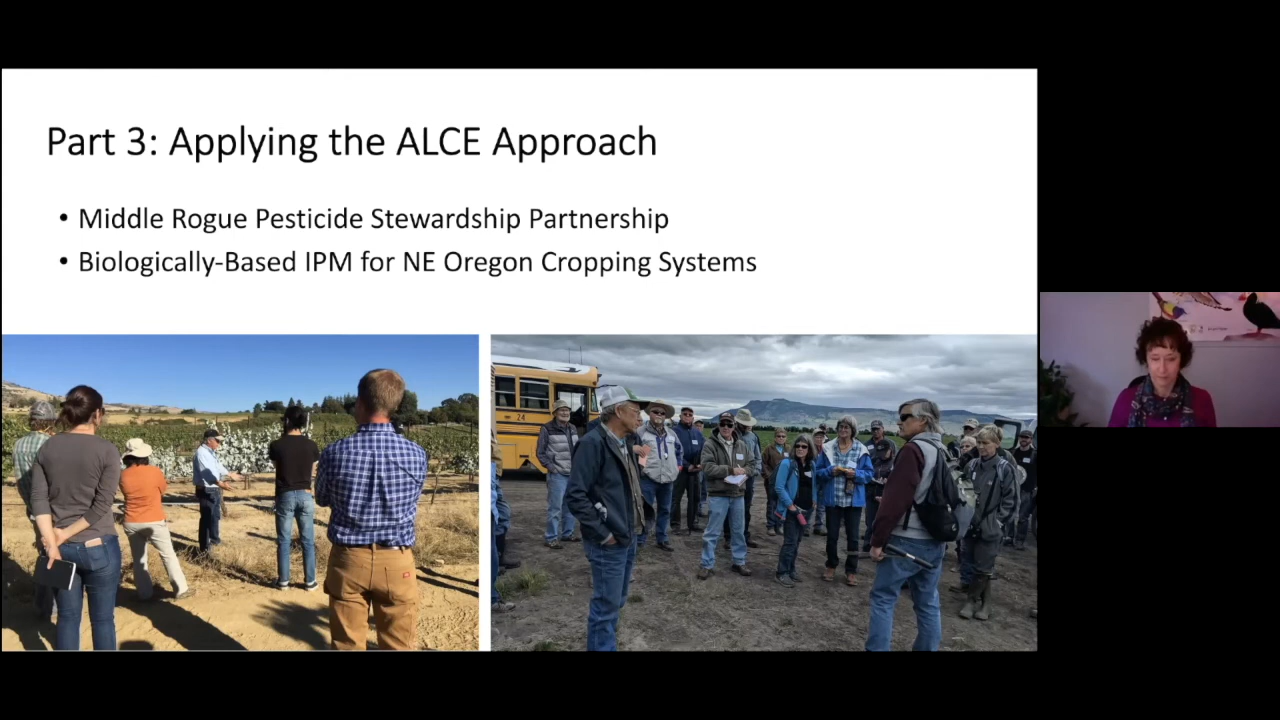 Part 3: Applying the ALCE Approach
• Middle Rogue Pesticide Stewardship Partnership
• Biologically-Based IPM for NE Oregon Cropping Systems
24